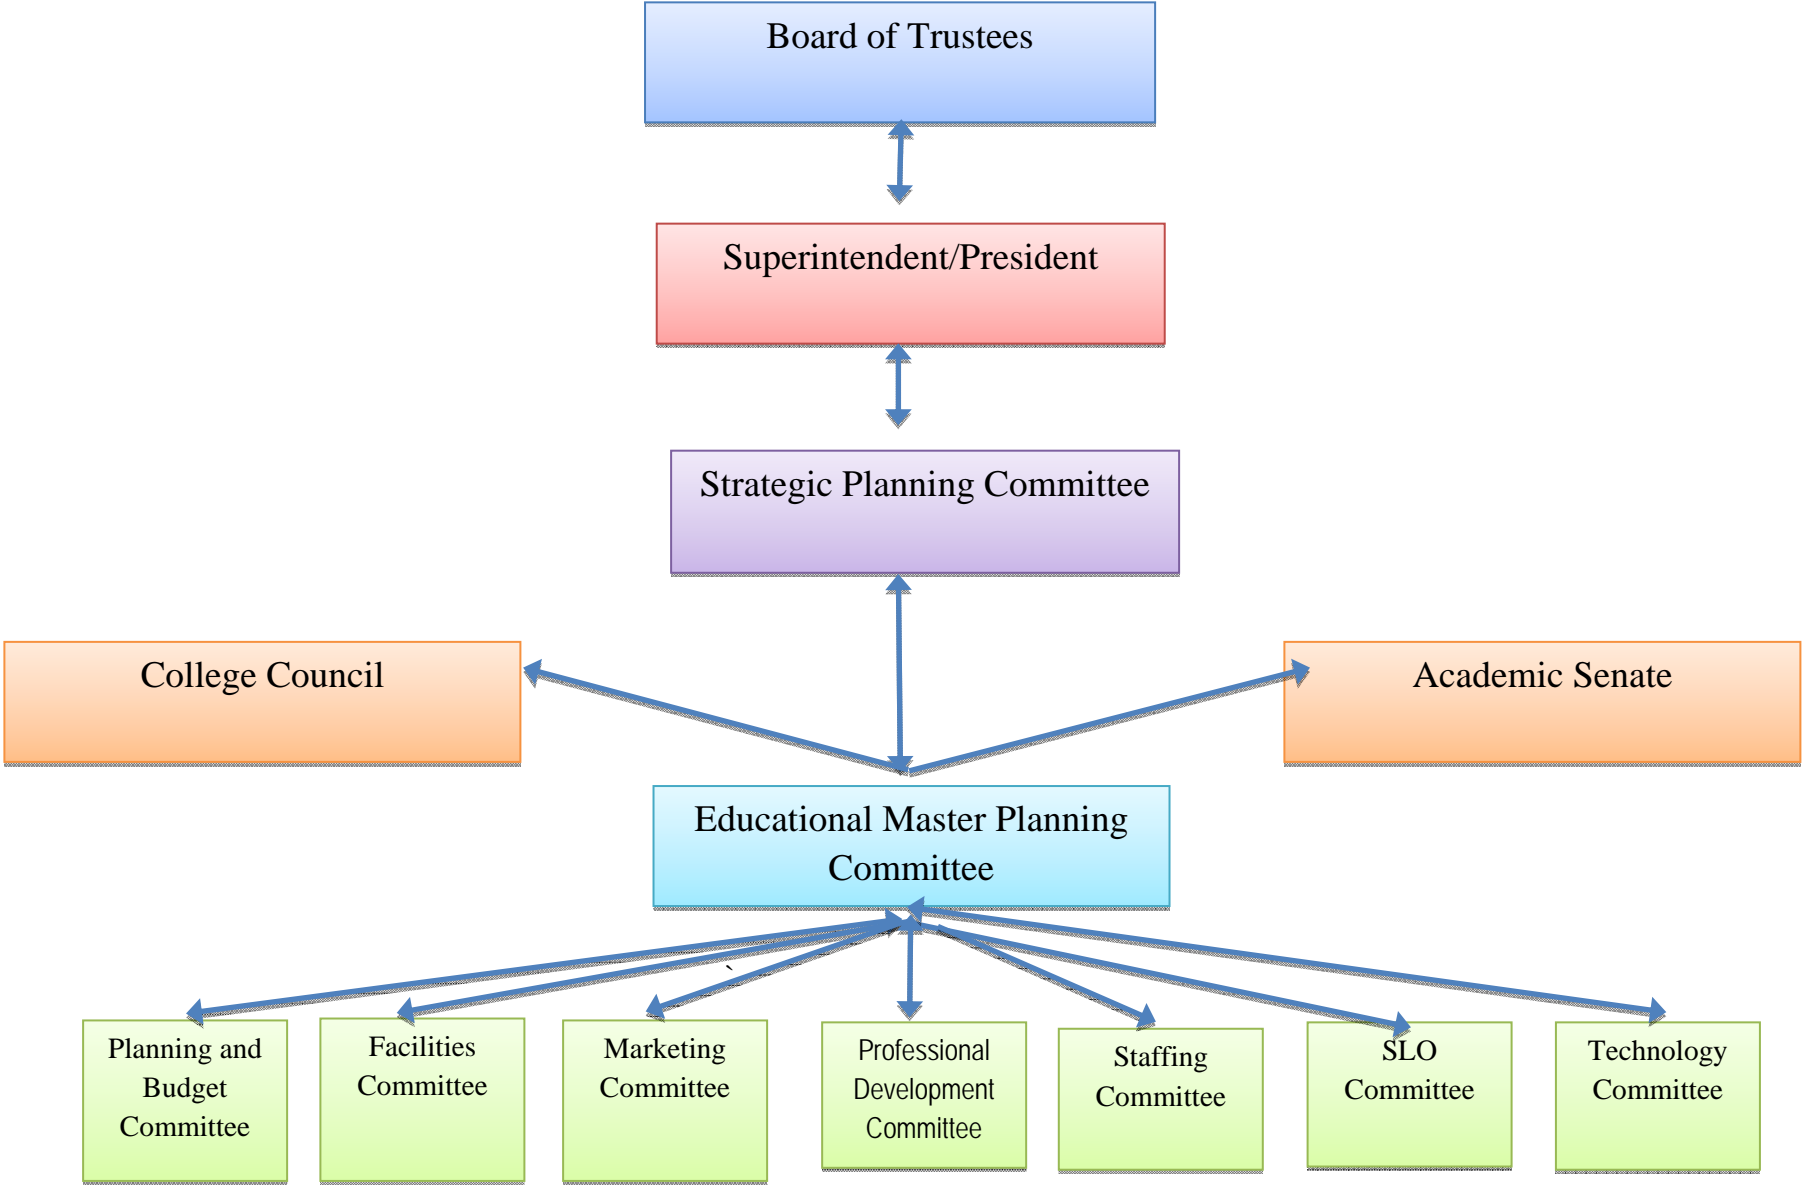 Board of Trustees
Superintendent/President
Strategic Planning Committee
College Council
Academic Senate
Educational Master Planning
Committee
`
Planning and
Budget
Committee
Facilities
Committee
Marketing
Committee
Professional
Development
Committee
Staffing
Committee
SLO
Committee
Technology
Committee